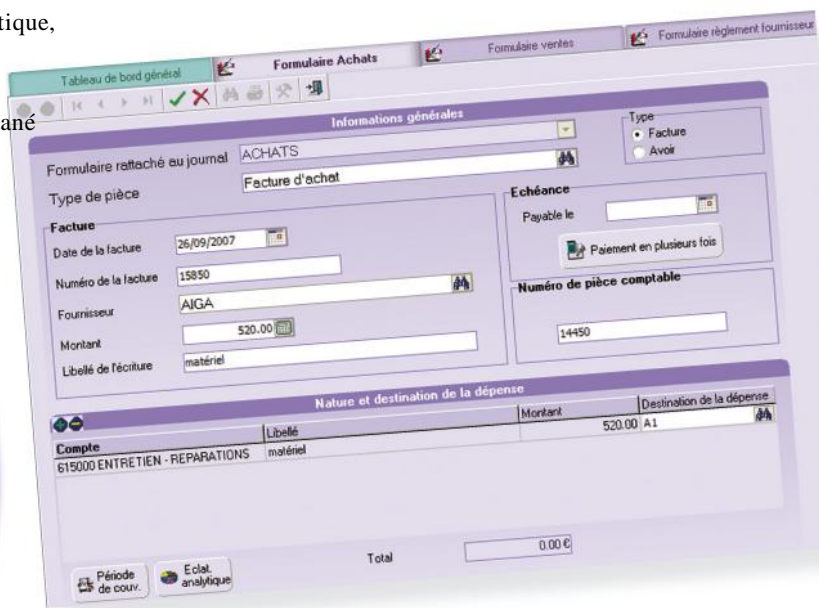 tique,
ané
Tableau de bord général
Formulaire Achats
Formulaire ventes
Formulaire règlement fournisseur
Informations générales
Formulaire rattaché au journal ACHATS
Type de pièce Facture d'achat
Type
Facture
Avoir
Facture
Date de la facture 26/09/2007
Numéro de la facture 15850
Fournisseur AIGA
Montant 520.00
Libellé de l'écriture matériel
Echéance
Payable le
Paiement en plusieurs fois
Numéro de pièce comptable
14450
Nature et destination de la dépense
Compte Libellé Montant Destination de la dépense
615000 ENTRETIEN - REPARATIONS matériel 520.00 A1
Période de couv.
Eclat. analytique
Total 0.00 €